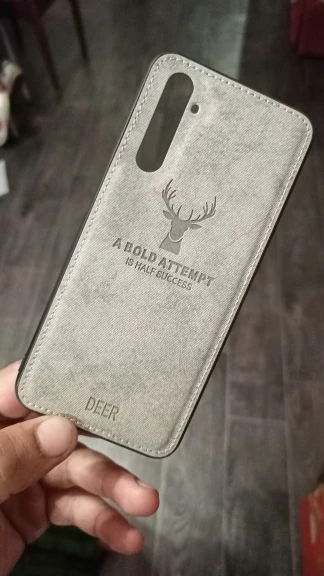 A BOLD ATTEMPT
IS HALF SUCCESS
DEER